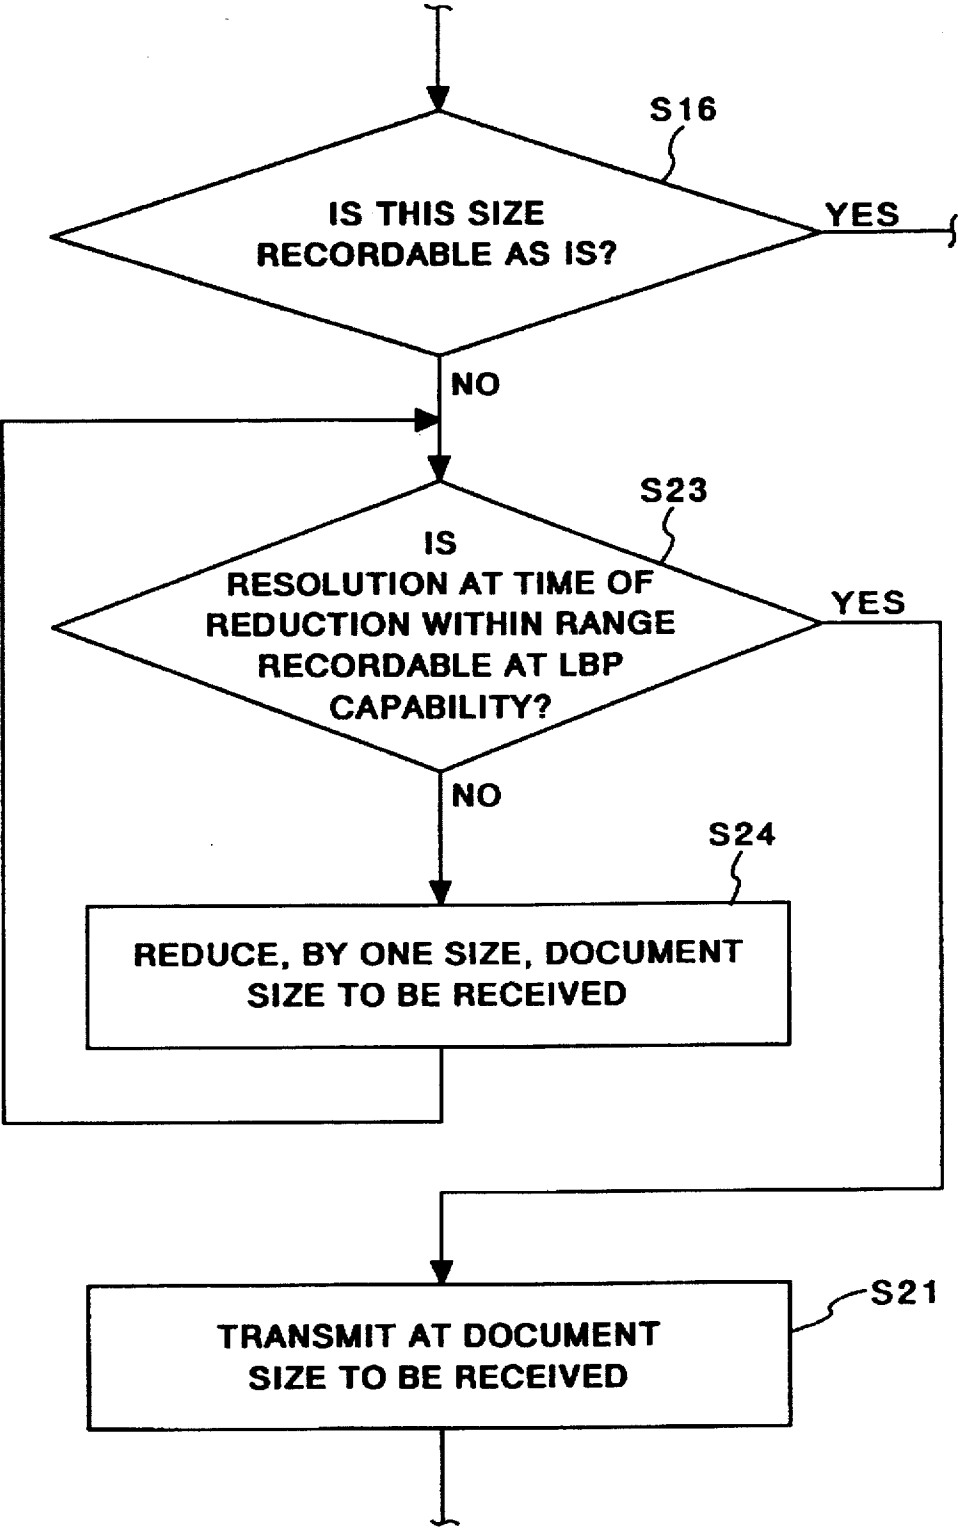 S16
IS THIS SIZE
RECORDABLE AS IS?
YES
NO
S23
IS
RESOLUTION AT TIME OF
REDUCTION WITHIN RANGE
RECORDABLE AT LBP
CAPABILITY?
YES
NO
S24
REDUCE, BY ONE SIZE, DOCUMENT
SIZE TO BE RECEIVED
S21
TRANSMIT AT DOCUMENT
SIZE TO BE RECEIVED